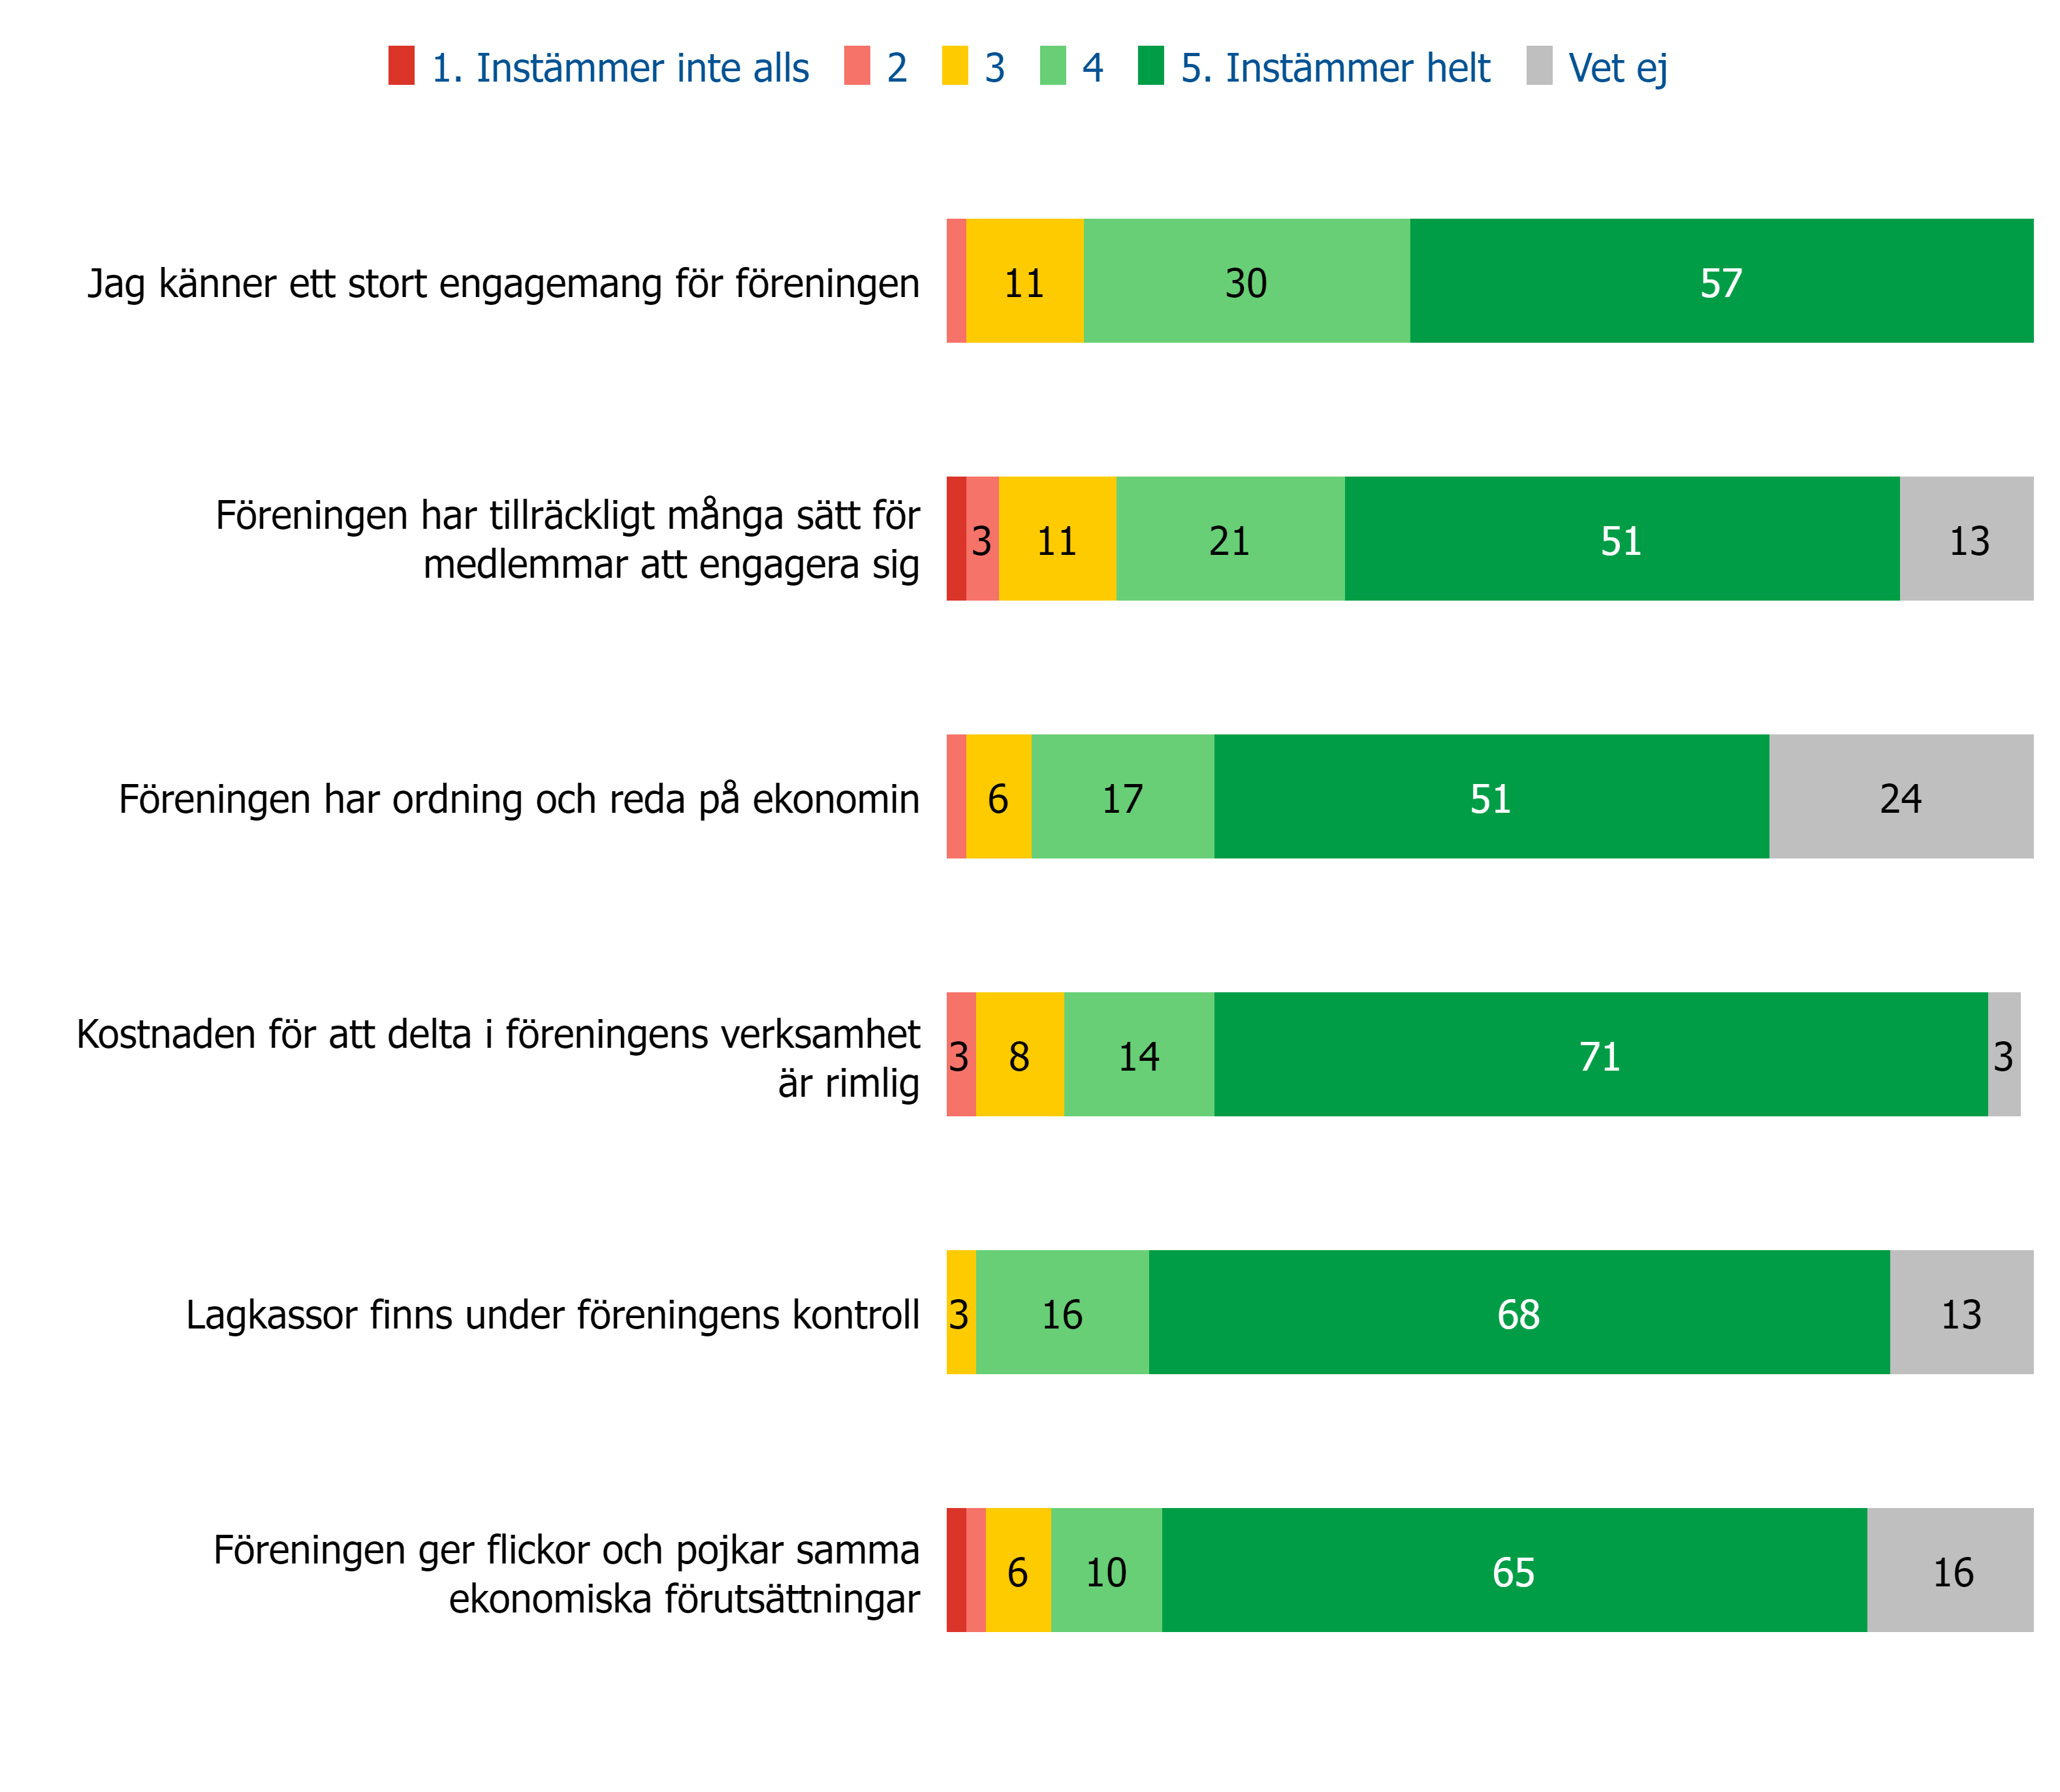 1. Instämmer inte alls 2 3 4 5. Instämmer helt Vet ej
Jag känner ett stort engagemang för föreningen
11 30 57
Föreningen har tillräckligt många sätt för
medlemmar att engagera sig
3 11 21 51 13
Föreningen har ordning och reda på ekonomin
6 17 51 24
Kostnaden för att delta i föreningens verksamhet
är rimlig
3 8 14 71 3
Lagkassor finns under föreningens kontroll
3 16 68 13
Föreningen ger flickor och pojkar samma
ekonomiska förutsättningar
6 10 65 16